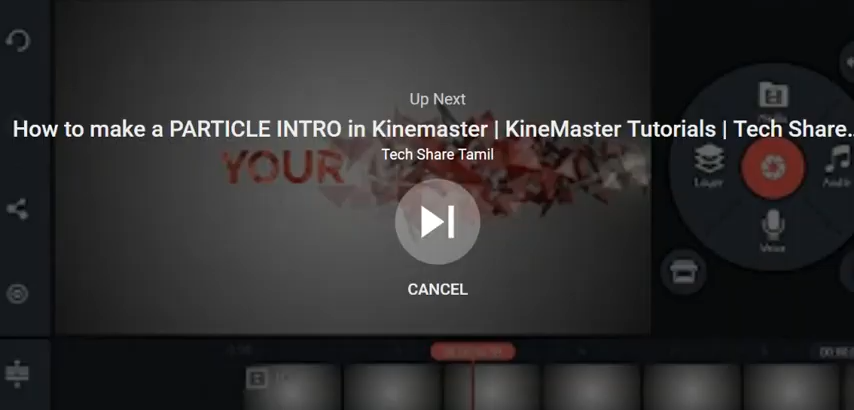 Up Next
How to make a PARTICLE INTRO in Kinemaster | KineMaster Tutorials | Tech Share...
Tech Share Tamil
YOUR
Layer
Audio
Voice
CANCEL